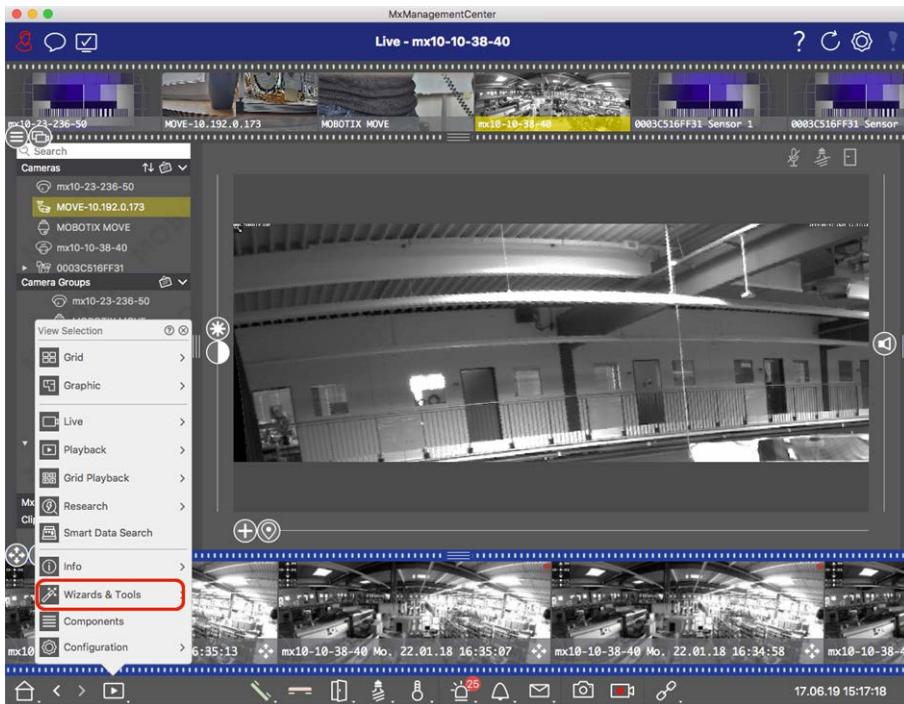 MxManagementCenter
Live - mx10-10-38-40
mx10-23-236-50
MOVE-10.192.0.173
MOBOTIX MOVE
mx10-10-38-40
0003C516FF31 Sensor 1
0003C516FF31 Sensor
Search
Cameras
mx10-23-236-50
MOVE-10.192.0.173
MOBOTIX MOVE
mx10-10-38-40
0003C516FF31
Camera Groups
mx10-23-236-50
View Selection
Grid
Graphic
Live
Playback
Grid Playback
Research
Smart Data Search
Info
Wizards & Tools
Components
Configuration
6:35:13
mx10-10-38-40 Mo. 22.01.18 16:35:07
mx10-10-38-40 Mo. 22.01.18 16:34:58
mx10-10-38-4
25
17.06.19 15:17:18